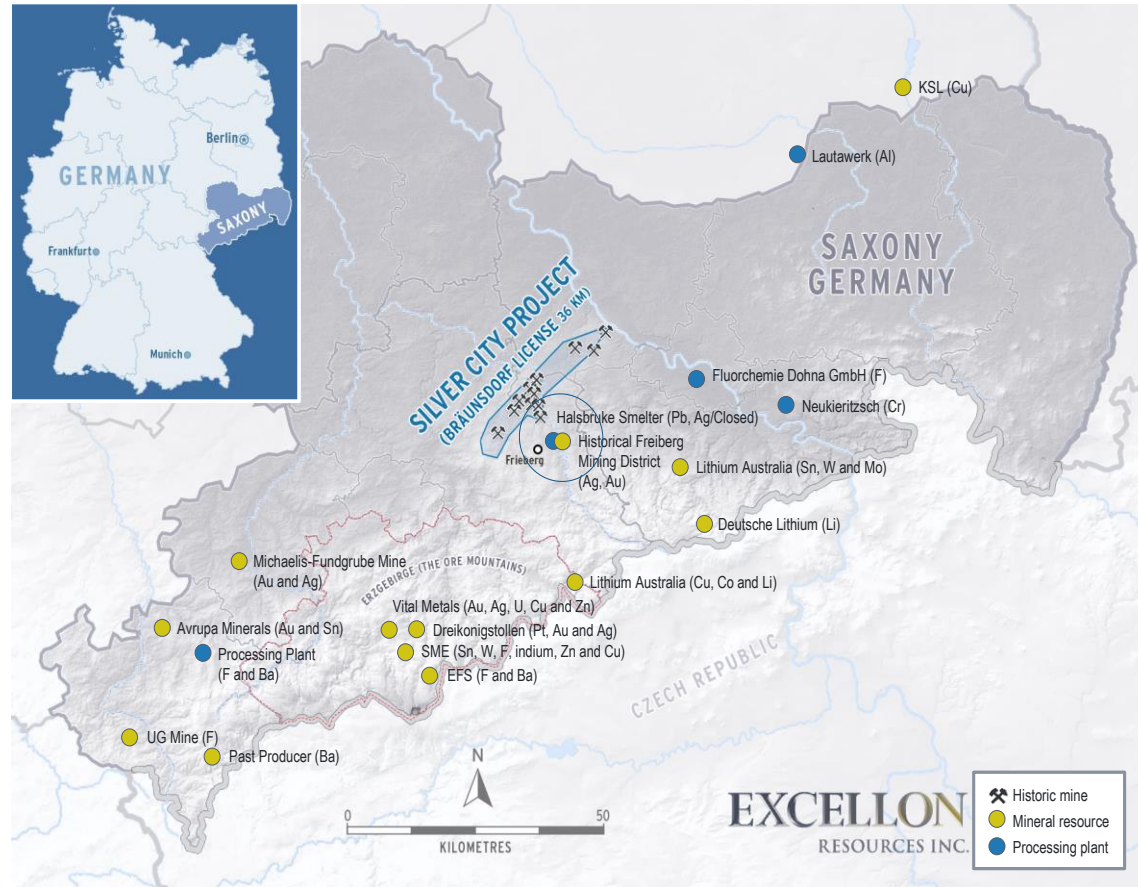 Berlin
GERMANY
SAXONY
Frankfurt
Munich
KSL (Cu)
Lautawerk (Al)
SAXONY
GERMANY
SILVER CITY PROJECT
(BRÄUNSDORF LICENSE 36 KM)
Fluorchemie Dohna GmbH (F)
Neukieritzsch (Cr)
Halsbruke Smelter (Pb, Ag/Closed)
Historical Freiberg
Mining District
(Ag, Au)
Frieberg
Lithium Australia (Sn, W and Mo)
Deutsche Lithium (Li)
Michaelis-Fundgrube Mine
(Au and Ag)
ERZGEBIRGE (THE ORE MOUNTAINS)
Lithium Australia (Cu, Co and Li)
Vital Metals (Au, Ag, U, Cu and Zn)
Avrupa Minerals (Au and Sn)
Dreikonigstollen (Pt, Au and Ag)
Processing Plant
(F and Ba)
SME (Sn, W, F, indium, Zn and Cu)
EFS (F and Ba)
CZECH REPUBLIC
UG Mine (F)
Past Producer (Ba)
N
0
50
KILOMETRES
EXCELLON
RESOURCES INC.
Historic mine
Mineral resource
Processing plant